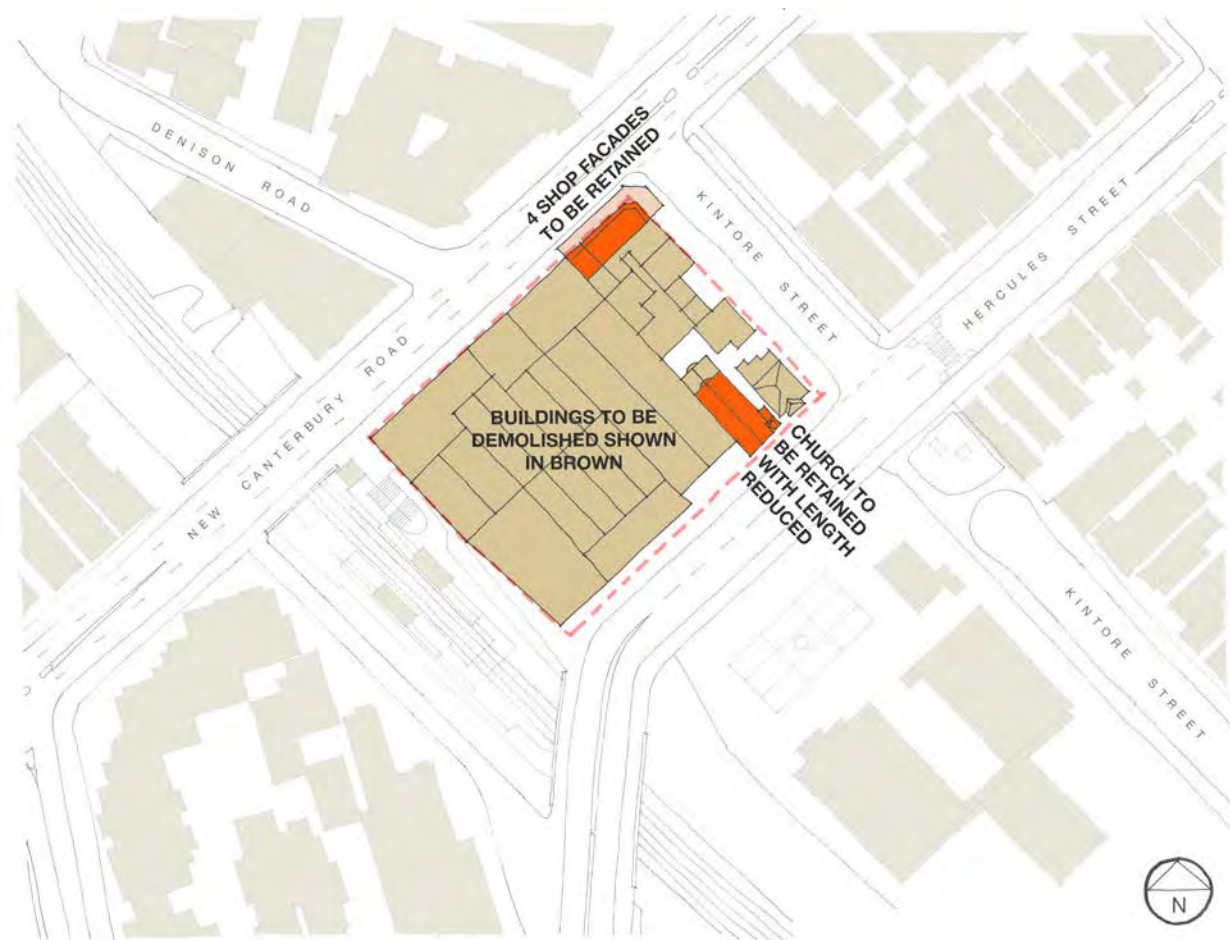 DENISON ROAD
4 SHOP FACADES
TO BE RETAINED
KINTORE STREET
HERCULES STREET
NEW CANTERBURY ROAD
BUILDINGS TO BE
DEMOLISHED SHOWN
IN BROWN
CHURCH TO
BE RETAINED
WITH LENGTH
REDUCED
KINTORE STREET
N